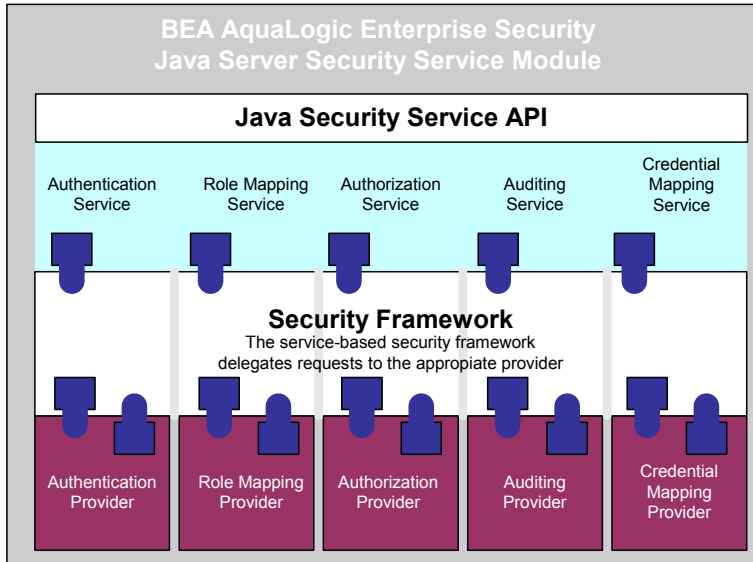 BEA AquaLogic Enterprise Security
Java Server Security Service Module
Java Security Service API
Authentication
Service
Role Mapping
Service
Authorization
Service
Auditing
Service
Credential
Mapping
Service
Security Framework
The service-based security framework
delegates requests to the appropiate provider
Authentication
Provider
Role Mapping
Provider
Authorization
Provider
Auditing
Provider
Credential
Mapping
Provider